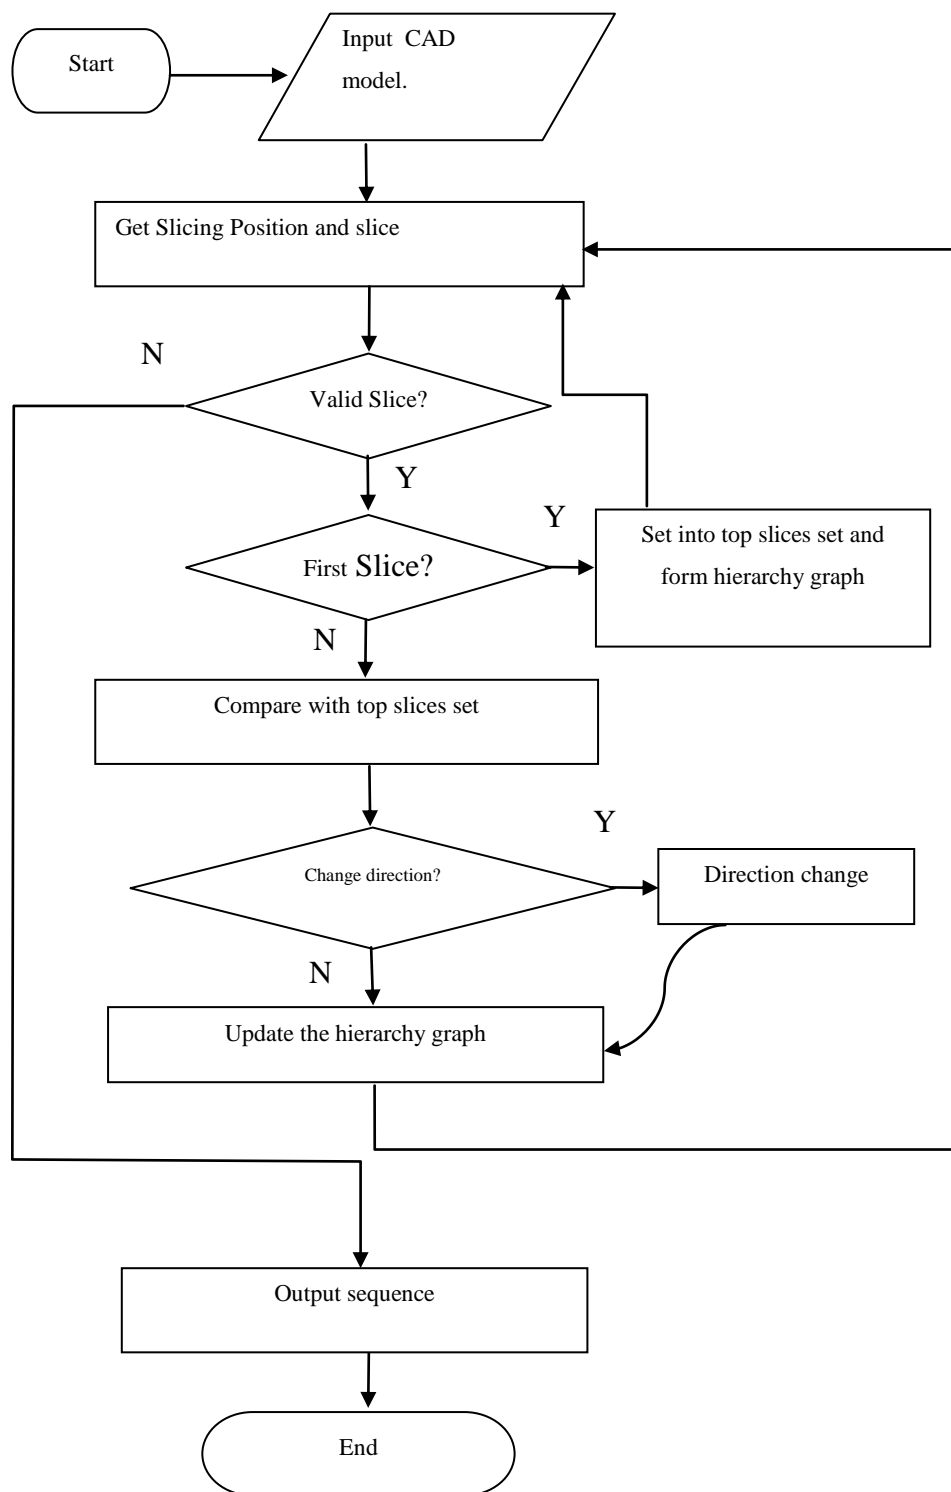 Start
Input CAD
model.
Get Slicing Position and slice
N
Valid Slice?
Y
Y
First Slice?
Set into top slices set and
form hierarchy graph
N
Compare with top slices set
Y
Change direction?
Direction change
N
Update the hierarchy graph
Output sequence
End